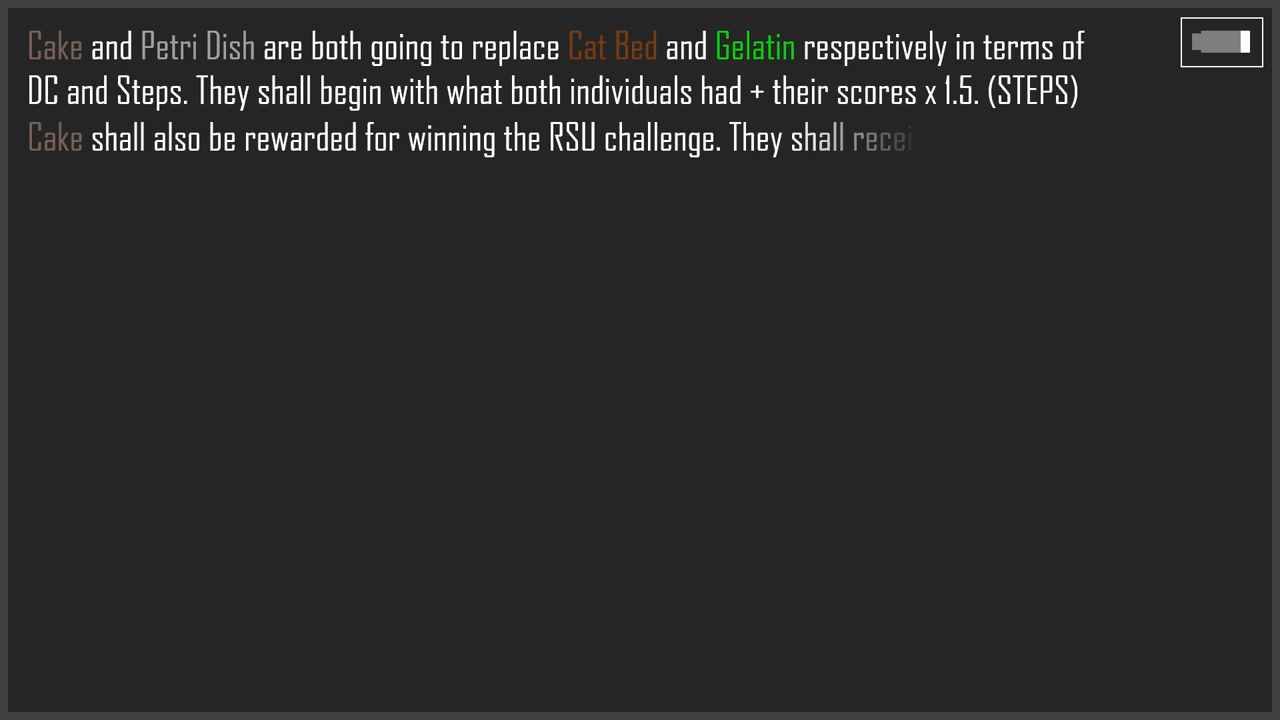 Cake and Petri Dish are both going to replace Cat Bed and Gelatin respectively in terms of
DC and Steps. They shall begin with what both individuals had + their scores x 1.5. (STEPS)
Cake shall also be rewarded for winning the RSU challenge. They shall recei